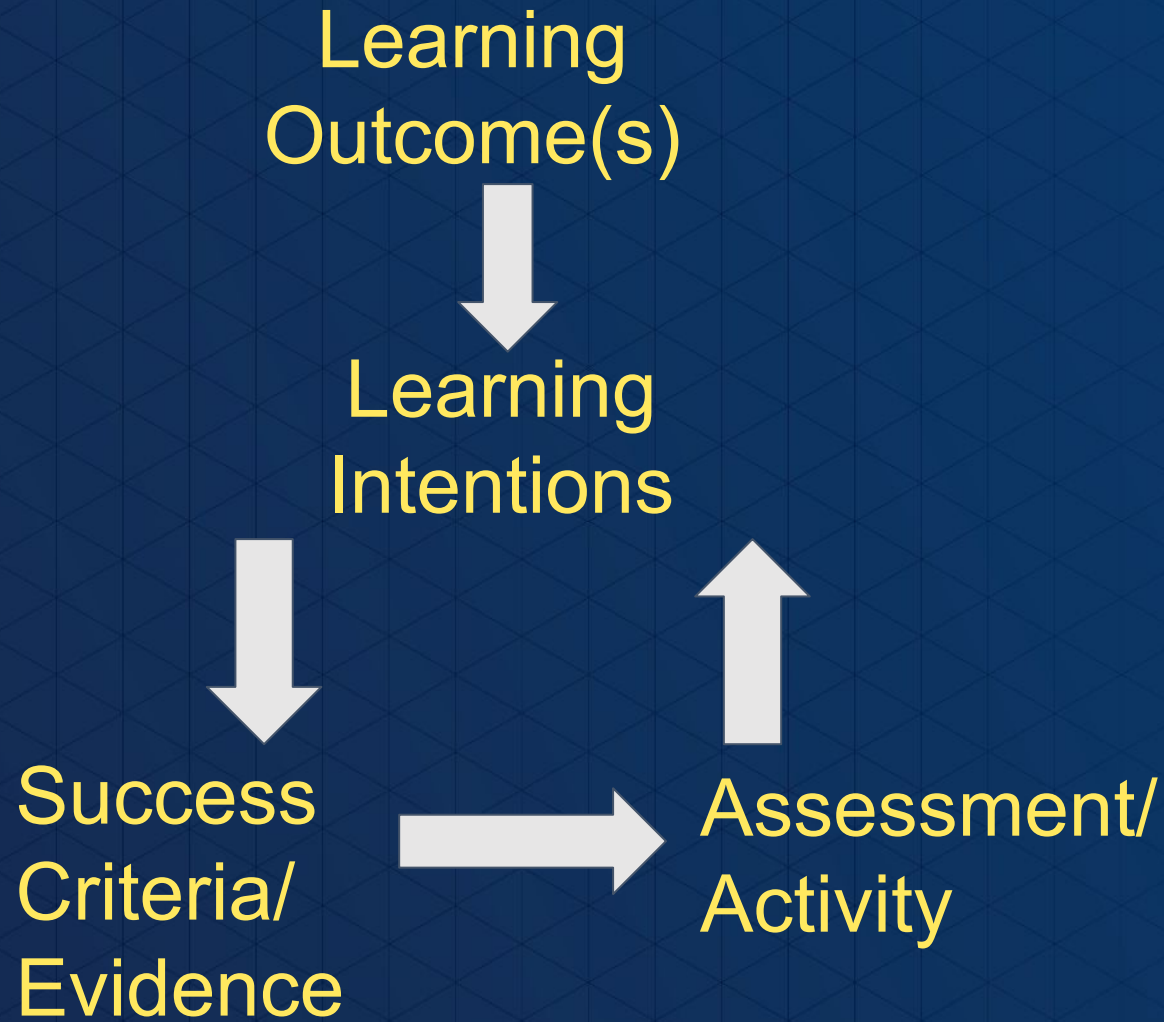 Learning
Outcome(s)
Learning
Intentions
Success
Criteria/
Evidence
Assessment/
Activity